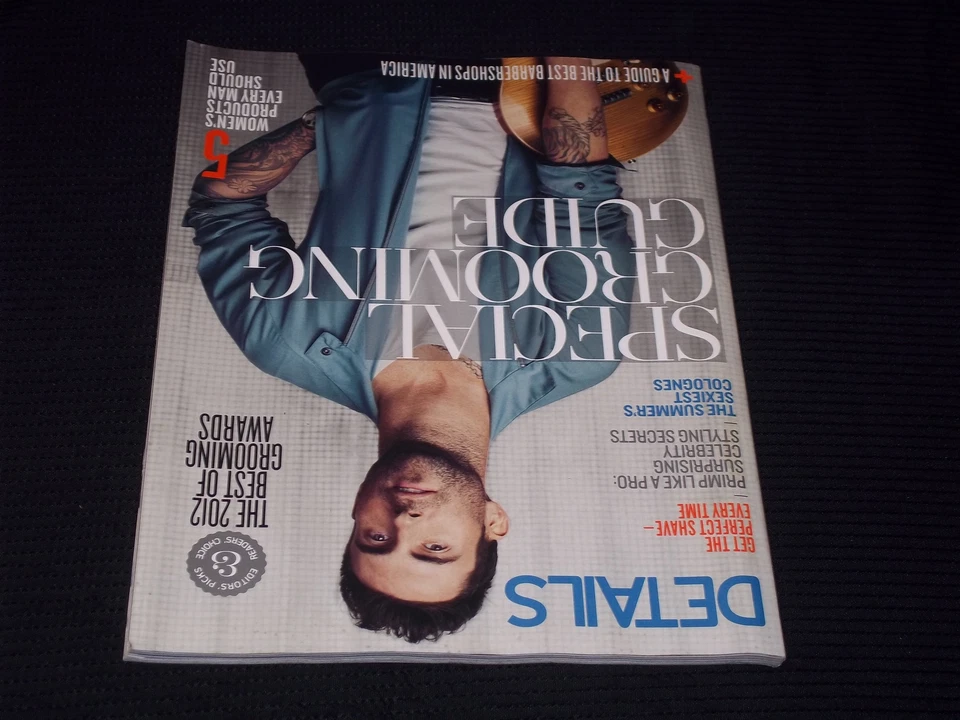 DETAILS
GET THE
PERFECT SHAVE—
EVERY TIME
PRIMP LIKE A PRO:
SURPRISING
CELEBRITY
STYLING SECRETS
THE SUMMER'S
SEXIEST
COLOGNES
SPECIAL
GROOMING
GUIDE
+ A GUIDE TO THE BEST BARBERSHOPS IN AMERICA
EDITORS' PICKS
&
READERS' CHOICE
THE 2012
BEST OF
GROOMING
AWARDS
5
WOMEN'S
PRODUCTS
EVERY MAN
SHOULD
USE